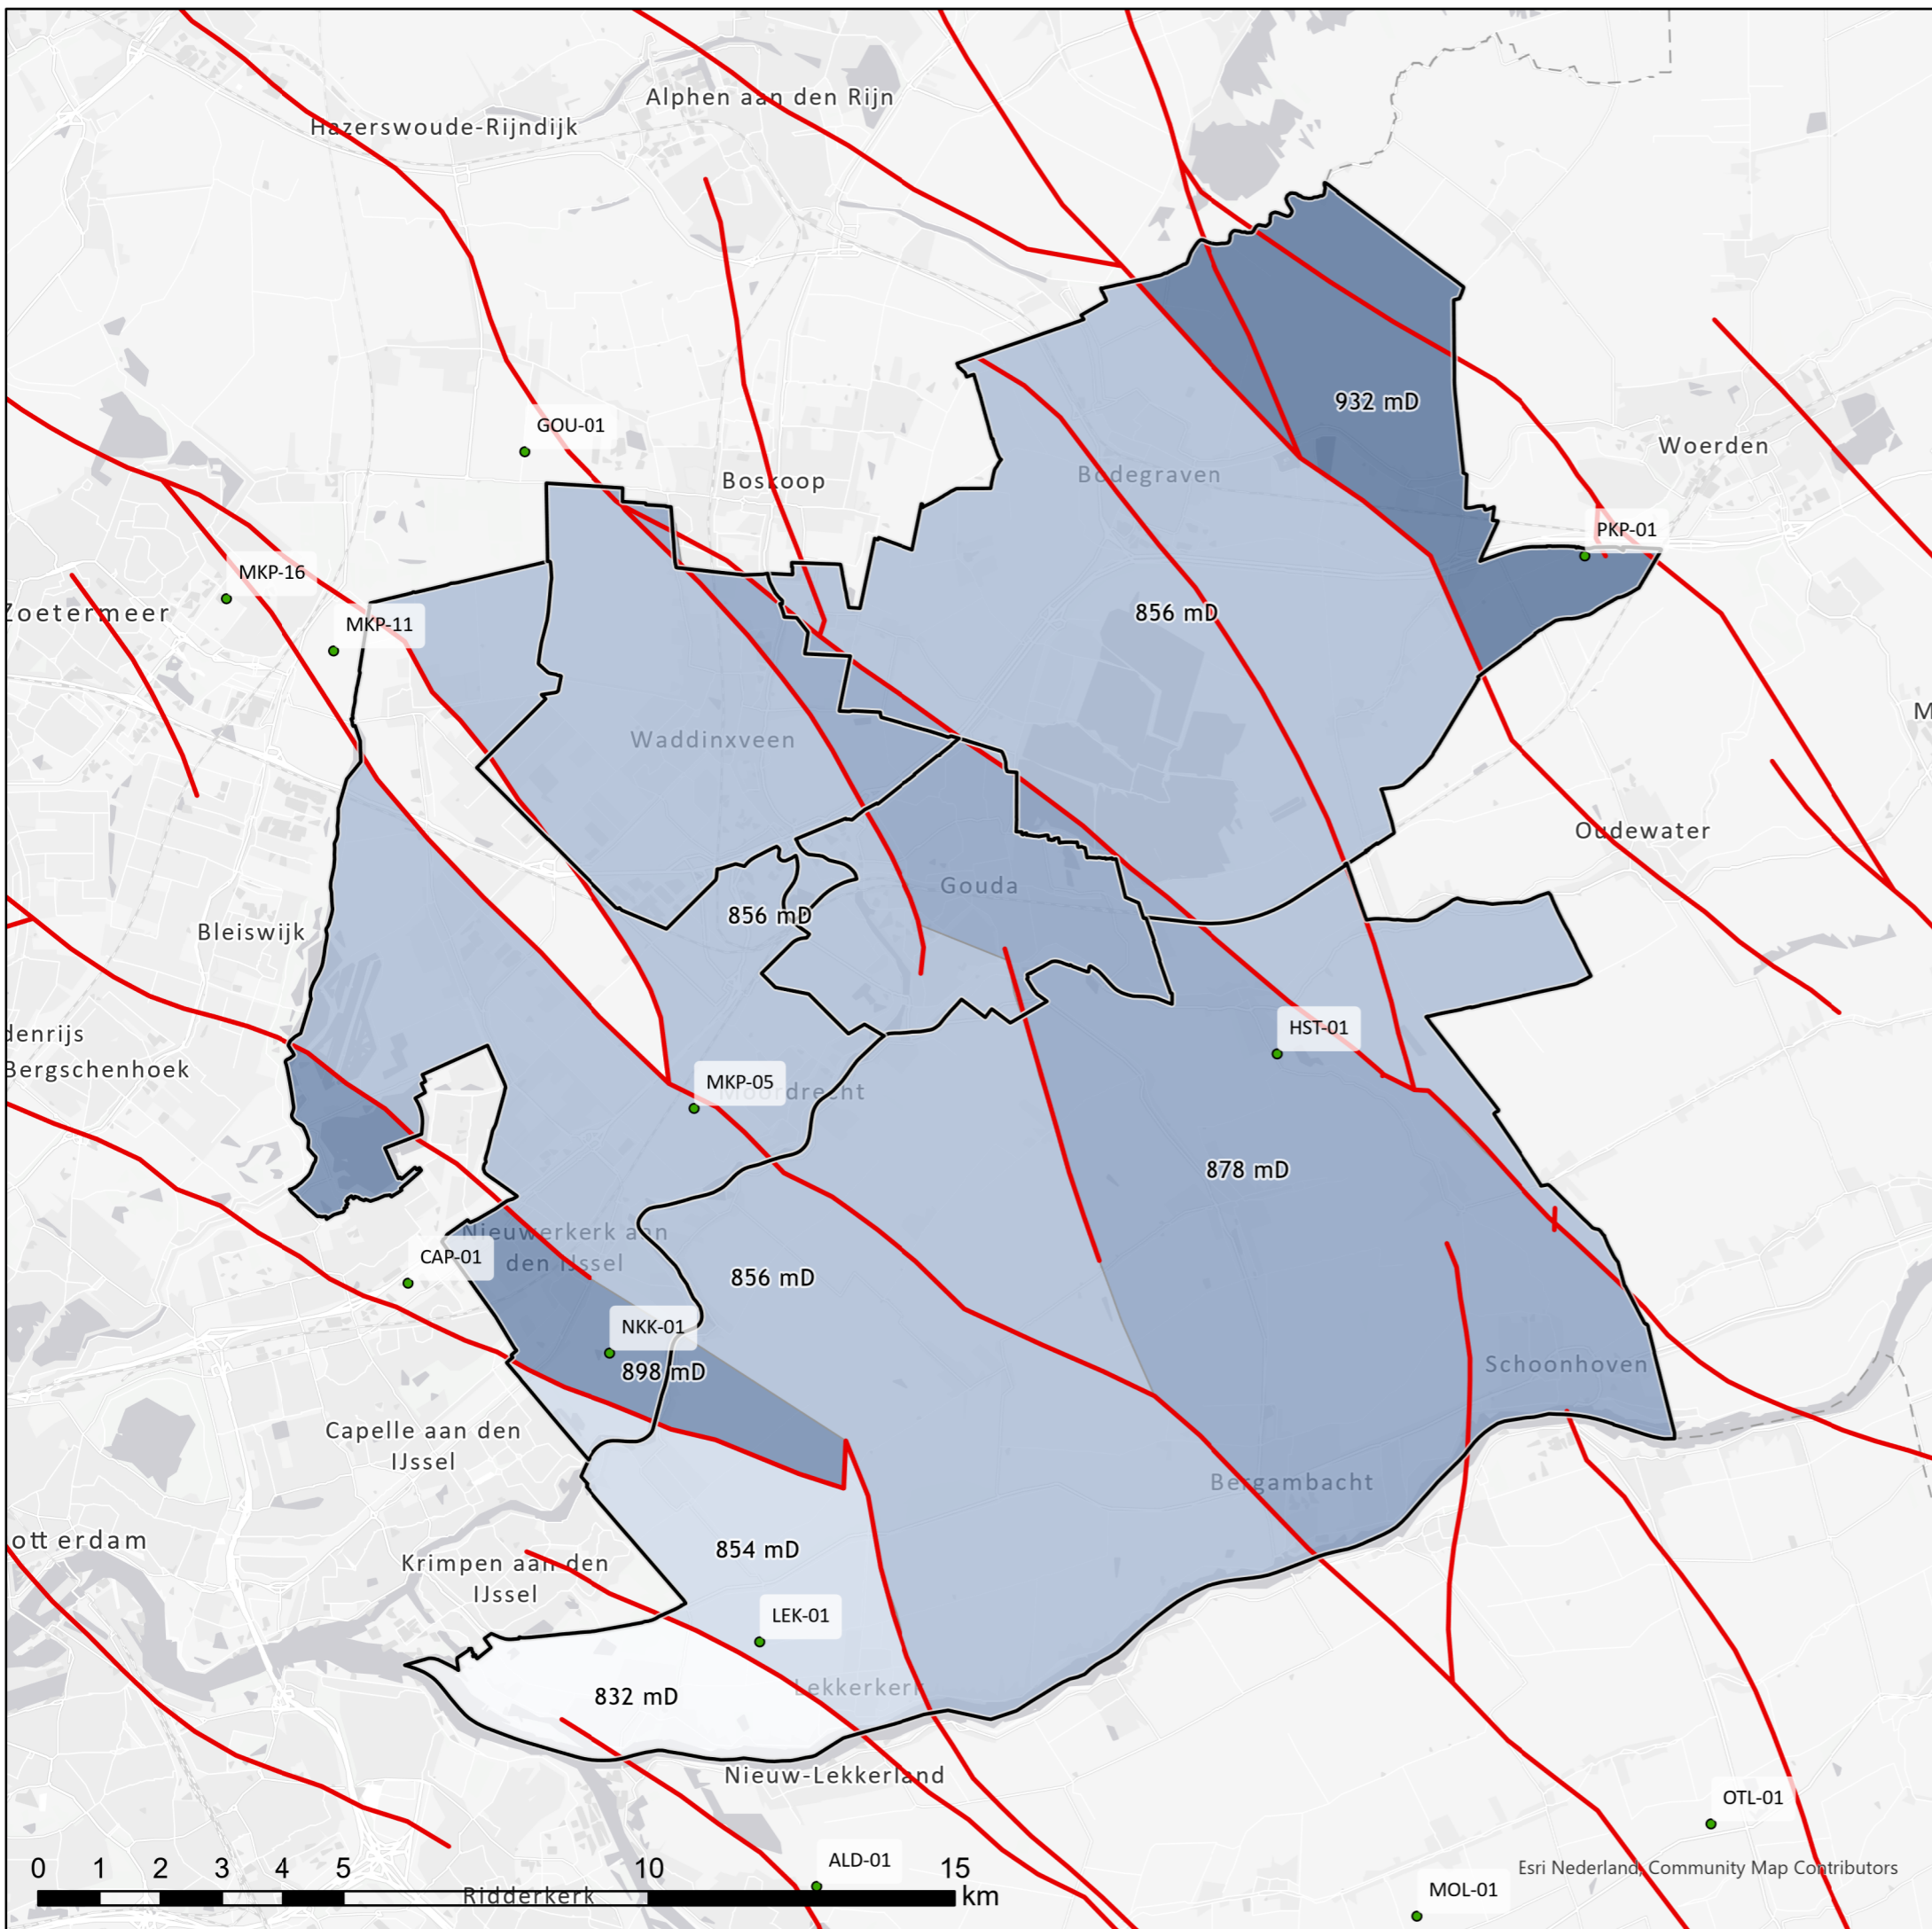 Alphen aan den Rijn
Hazerswoude-Rijndijk
932 mD
GOU-01
Woerden
Boskoop
Bodegraven
PKP-01
MKP-16
Zoetermeer
MKP-11
856 mD
M
Waddinxveen
Oudewater
Gouda
856 mD
Bleiswijk
HST-01
denrijs
Bergschenhoek
MKP-05
Moordrecht
878 mD
Nieuwerkerk aan
den IJssel
CAP-01
856 mD
NKK-01
898 mD
Schoonhoven
Capelle aan den
IJssel
Bergambacht
otterdam
854 mD
Krimpen aan den
IJssel
LEK-01
Lekkerkerk
832 mD
Nieuw-Lekkerland
OTL-01
ALD-01
Esri Nederland, Community Map Contributors
MOL-01
0 1 2 3 4 5 10 15
km
Ridderkerk